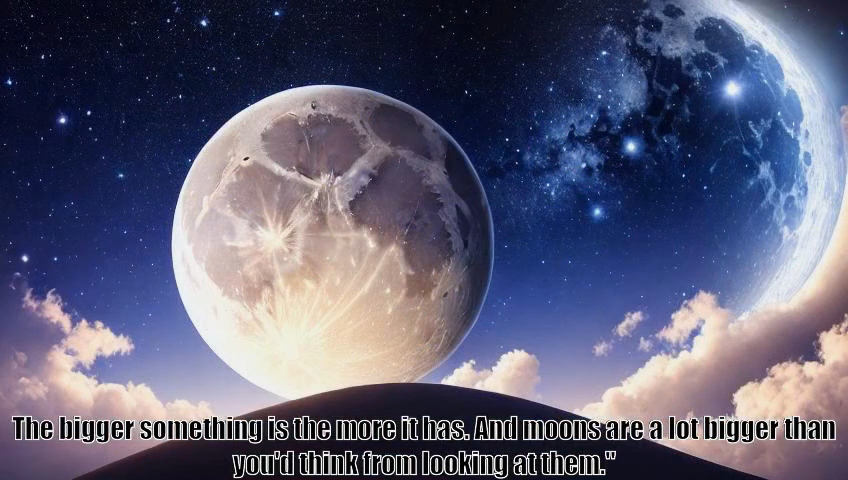 The bigger something is the more it has. And moons are a lot bigger than
you'd think from looking at them."